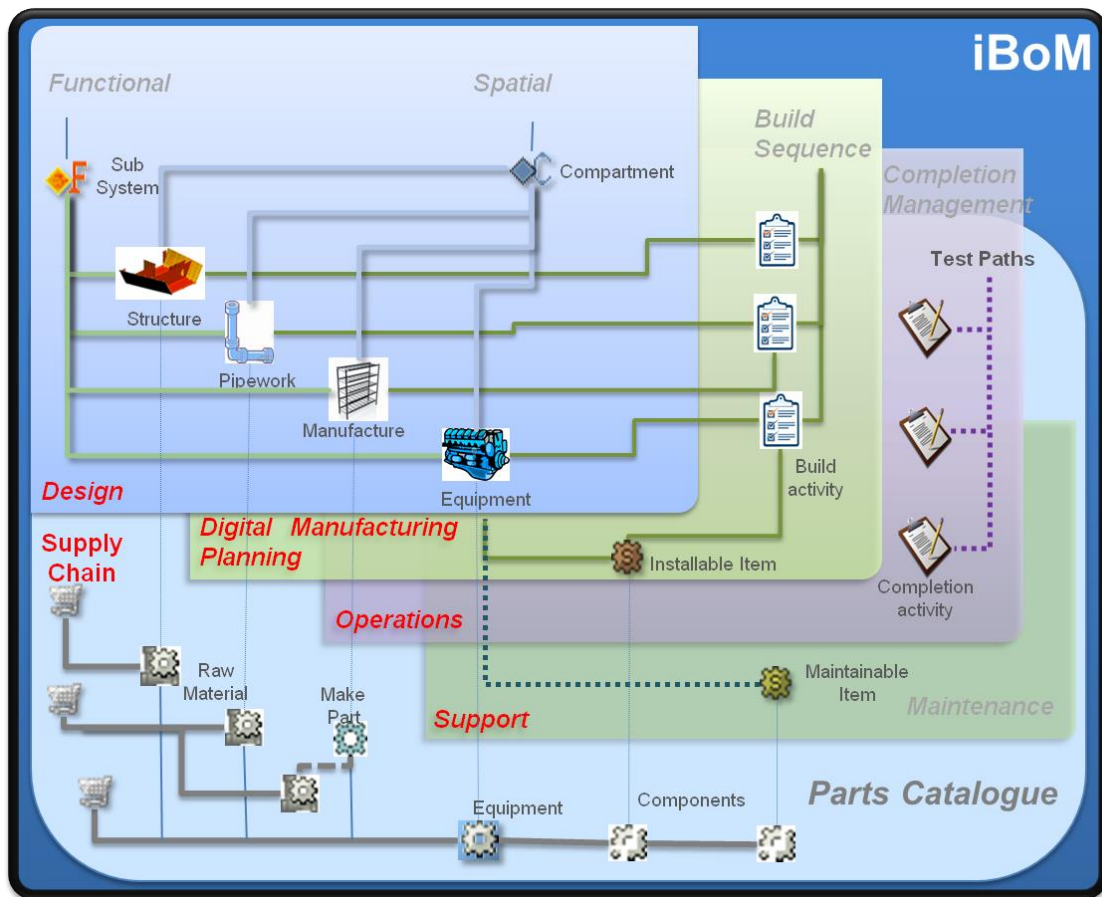 iBoM
Functional
Spatial
Build
Sequence
Sub
System
F
C
Compartment
Completion
Management
Test Paths
Structure
Pipework
Manufacture
Equipment
Build
activity
Design
Digital Manufacturing
Planning
Supply
Chain
Installable Item
Completion
activity
Operations
Raw
Material
Make
Part
Maintainable
Item
Support
Maintenance
Parts Catalogue
Equipment
Components
S
S